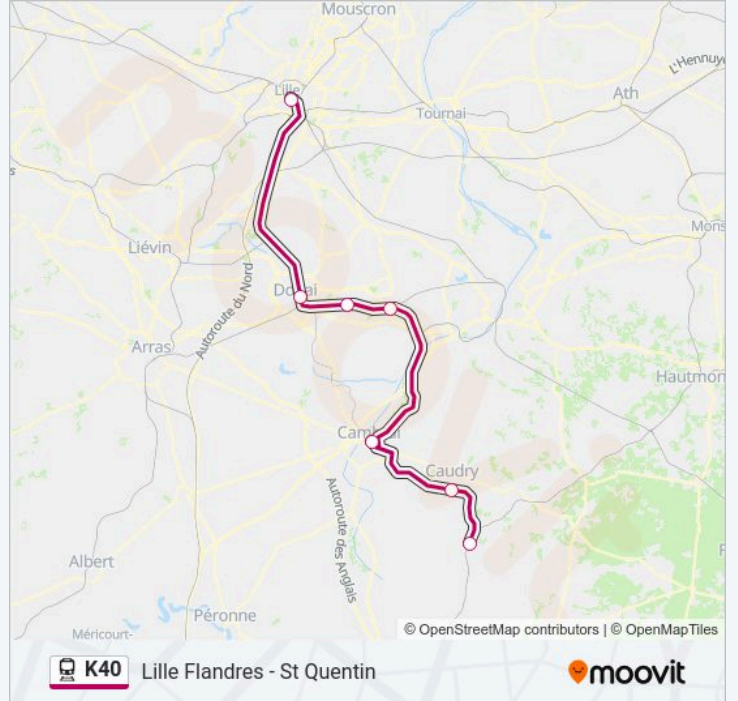 Mouscron
L'Hennuye
Lille
Ath
Tournai
Liévin
Mons
Autoroute du Nord
Douai
Arras
Hautmon
Cambrai
Caudry
Autoroute des Anglais
Albert
Péronne
Méricourt-
© OpenStreetMap contributors | © OpenMapTiles
K40 Lille Flandres - St Quentin
moovit